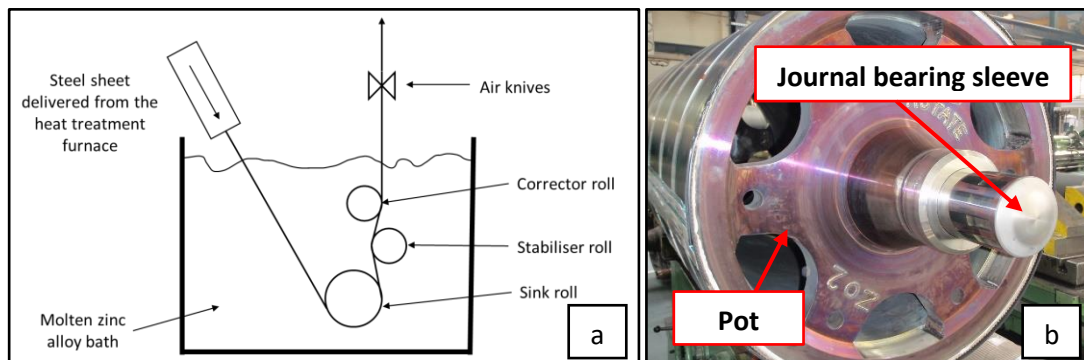 Steel sheet
delivered from the
heat treatment
furnace
Air knives
Corrector roll
Stabiliser roll
Sink roll
Molten zinc
alloy bath
a
Journal bearing sleeve
Pot
ZO2
b